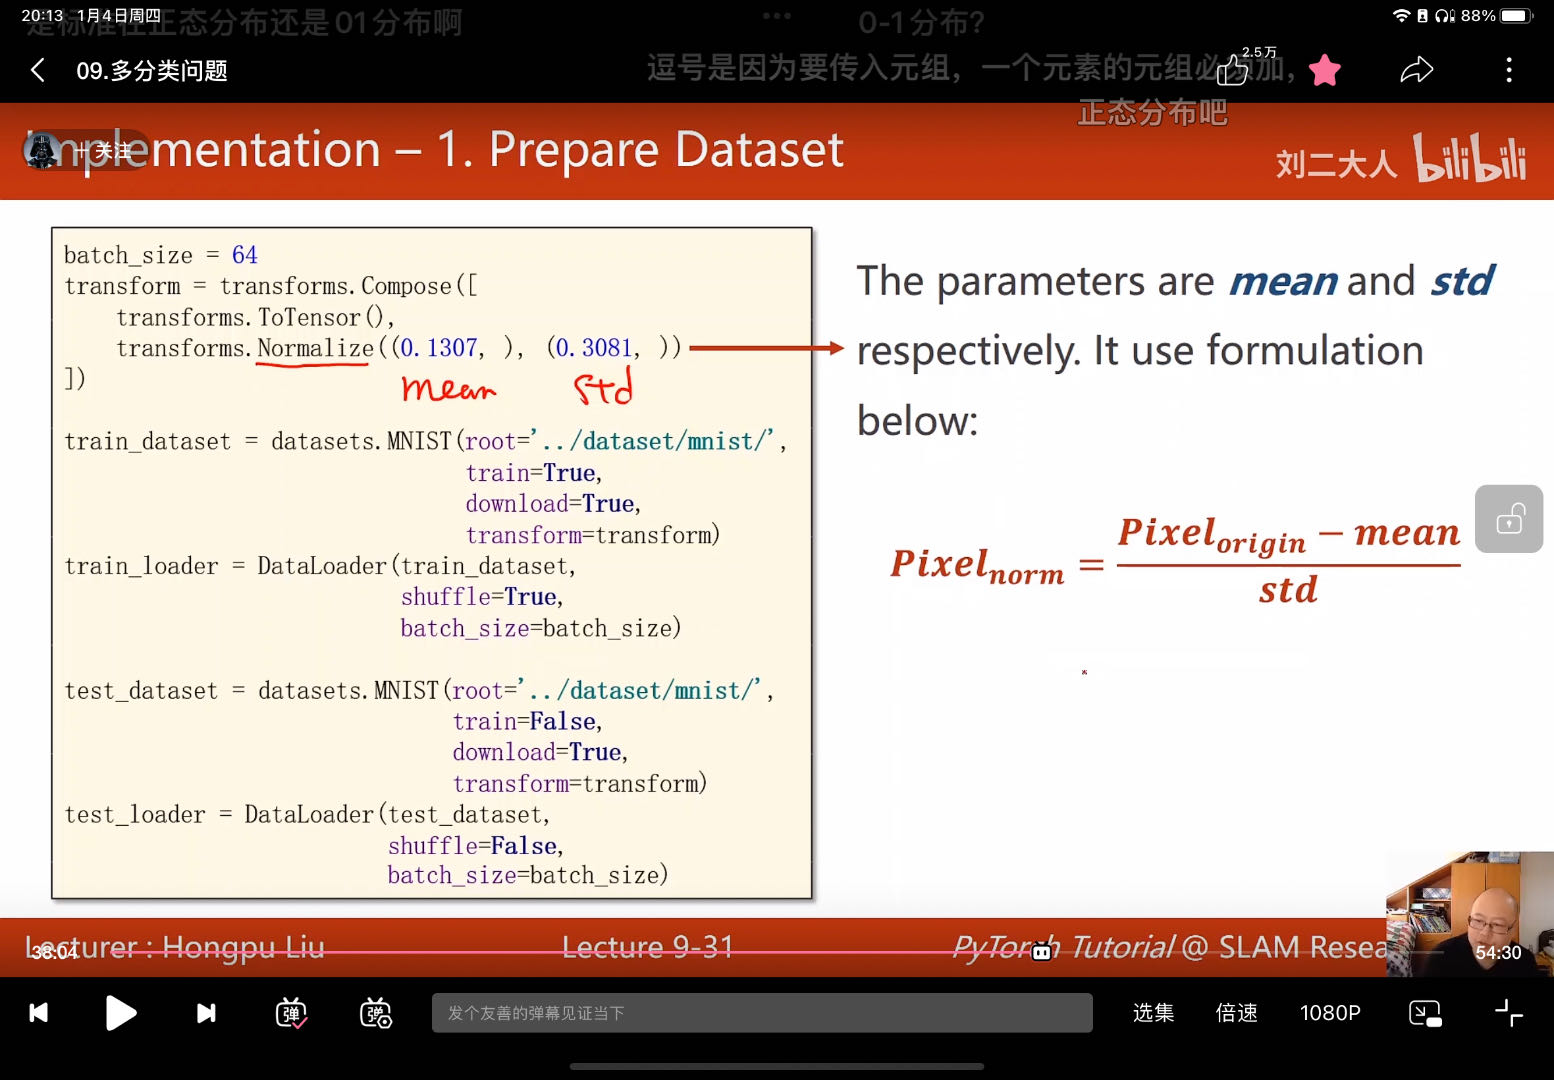 20:13 1月4日周四
88%
是标准正态分布还是01分布啊
0-1分布?
逗号是因为要传入元组，一个元素的元组必须加，
2.5万
09.多分类问题
正态分布吧
十 关注
Implementation – 1. Prepare Dataset
刘二大人 bilibili
batch_size = 64
transform = transforms.Compose([
    transforms.ToTensor(),
    transforms.Normalize((0.1307, ), (0.3081, ))
])
mean std
train_dataset = datasets.MNIST(root='../dataset/mnist/',
                               train=True,
                               download=True,
                               transform=transform)
train_loader = DataLoader(train_dataset,
                          shuffle=True,
                          batch_size=batch_size)
test_dataset = datasets.MNIST(root='../dataset/mnist/',
                              train=False,
                              download=True,
                              transform=transform)
test_loader = DataLoader(test_dataset,
                         shuffle=False,
                         batch_size=batch_size)
The parameters are mean and std
respectively. It use formulation
below:
Pixel_norm = (Pixel_origin − mean) / std
Lecturer : Hongpu Liu
Lecture 9-31
PyTorch Tutorial @ SLAM Resea
38:04
54:30
弹
弹
发个友善的弹幕见证当下
选集 倍速 1080P